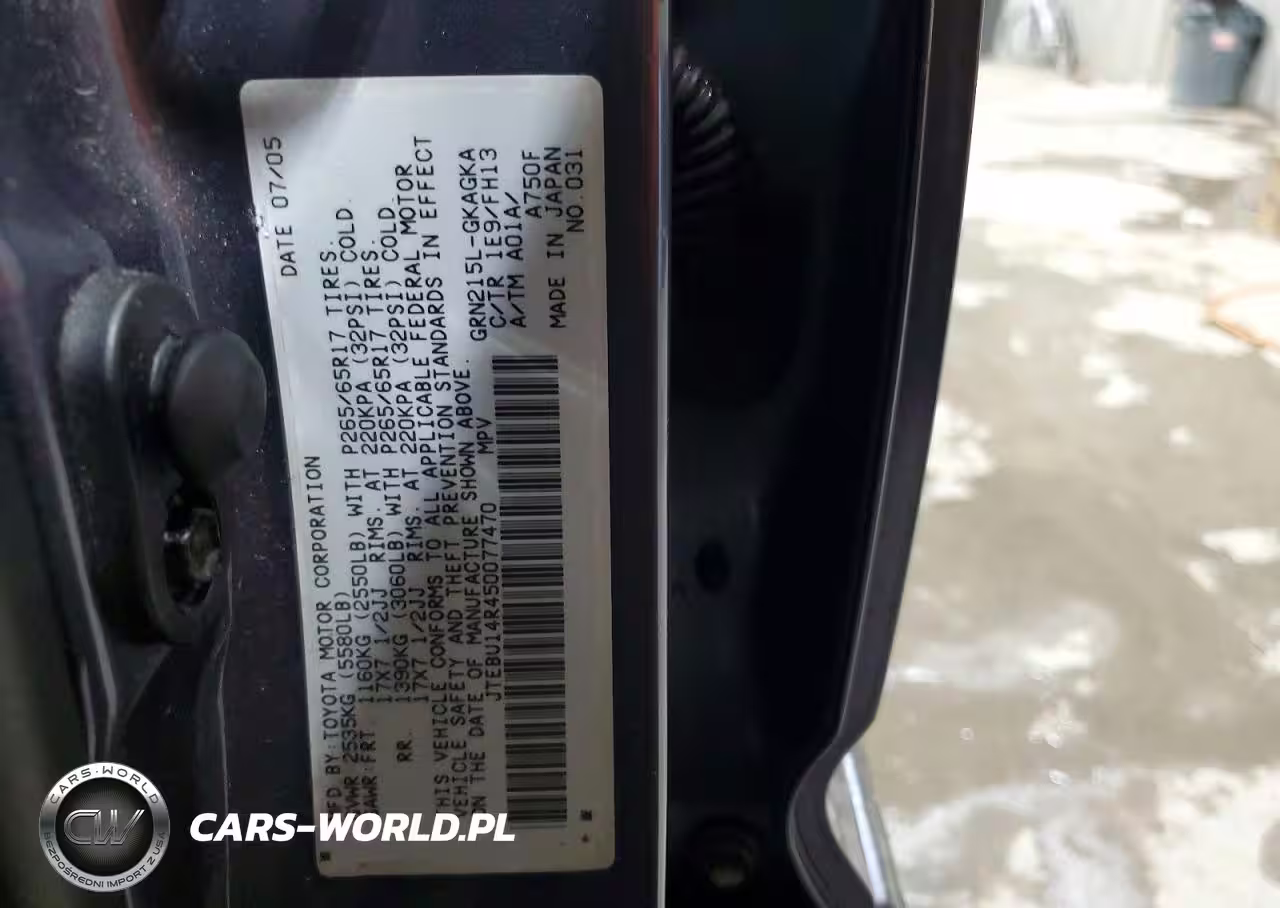 MFD BY:TOYOTA MOTOR CORPORATION DATE 07/05
GVWR 2535KG (5580LB)
GAWR:FRT. 1160KG (2550LB) WITH P265/65R17 TIRES.
17X7 1/2JJ RIMS. AT 220KPA (32PSI) COLD.
RR. 1390KG (3060LB) WITH P265/65R17 TIRES.
17X7 1/2JJ RIMS. AT 220KPA (32PSI) COLD.
THIS VEHICLE CONFORMS TO ALL APPLICABLE FEDERAL MOTOR
VEHICLE SAFETY AND THEFT PREVENTION STANDARDS IN EFFECT
ON THE DATE OF MANUFACTURE SHOWN ABOVE.
JTEBU14R450077470 MPV
GRN215L-GKAGKA
C/TR 1E9/FH13
A/TM A01A/
A750F
MADE IN JAPAN
NO.031
CARS-WORLD
CW
BEZPOŚREDNI IMPORT Z USA
CARS-WORLD.PL